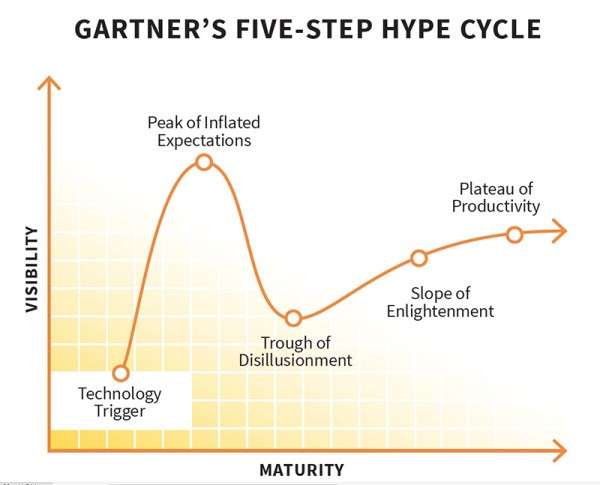 GARTNER'S FIVE-STEP HYPE CYCLE
Peak of Inflated
Expectations
Plateau of
Productivity
VISIBILITY
Slope of
Enlightenment
Trough of
Disillusionment
Technology
Trigger
MATURITY